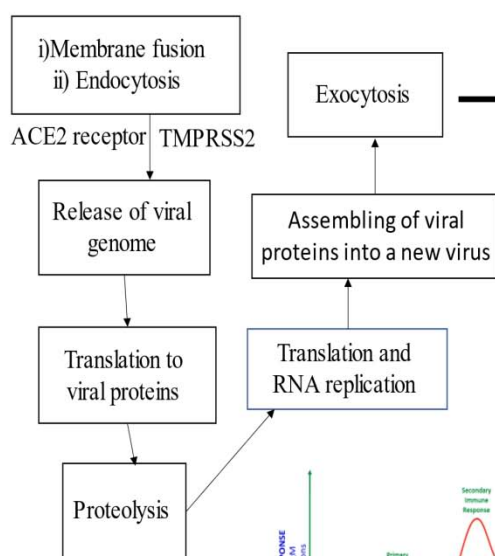 i)Membrane fusion
ii) Endocytosis
ACE2 receptor TMPRSS2
Release of viral
genome
Translation to
viral proteins
Proteolysis
Translation and
RNA replication
Assembling of viral
proteins into a new virus
Exocytosis
Secondary
Immune
Response
Primary